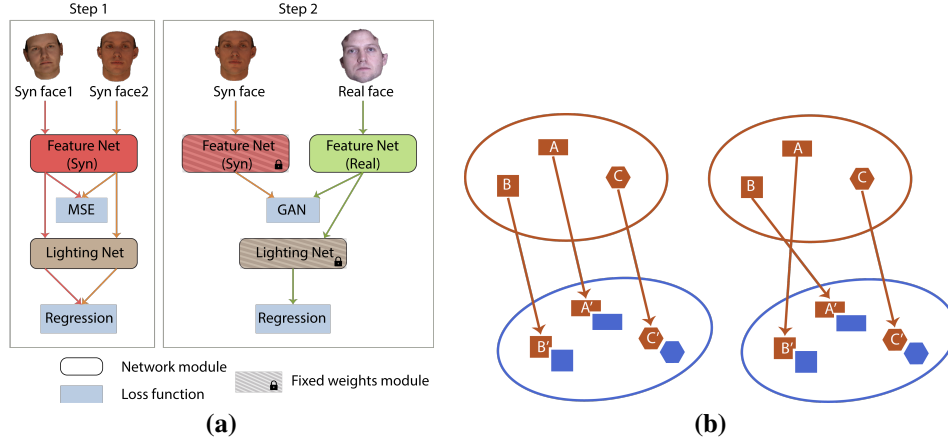 Step 1
Step 2
Syn face1
Syn face2
Syn face
Real face
Feature Net
(Syn)
Feature Net
(Syn)
Feature Net
(Real)
MSE
GAN
Lighting Net
Lighting Net
Regression
Regression
Network module
Loss function
Fixed weights module
(a)
A
B
C
A'
B'
C'
A
B
C
A'
B'
C'
(b)